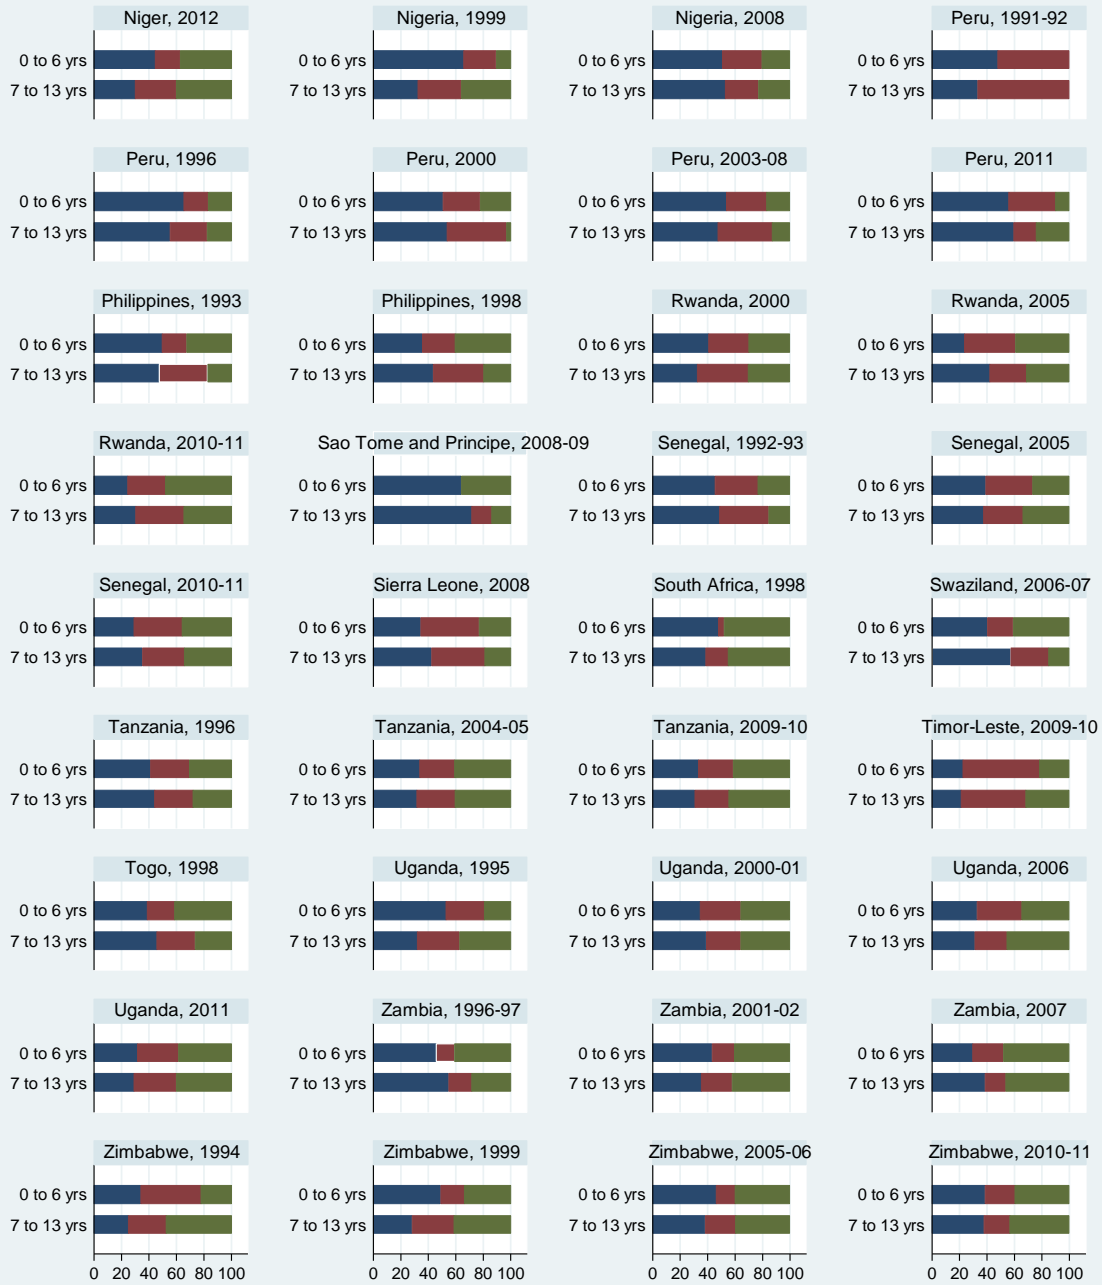 Niger, 2012
Nigeria, 1999
Nigeria, 2008
Peru, 1991-92
0 to 6 yrs
0 to 6 yrs
0 to 6 yrs
0 to 6 yrs
7 to 13 yrs
7 to 13 yrs
7 to 13 yrs
7 to 13 yrs
Peru, 1996
Peru, 2000
Peru, 2003-08
Peru, 2011
0 to 6 yrs
0 to 6 yrs
0 to 6 yrs
0 to 6 yrs
7 to 13 yrs
7 to 13 yrs
7 to 13 yrs
7 to 13 yrs
Philippines, 1993
Philippines, 1998
Rwanda, 2000
Rwanda, 2005
0 to 6 yrs
0 to 6 yrs
0 to 6 yrs
0 to 6 yrs
7 to 13 yrs
7 to 13 yrs
7 to 13 yrs
7 to 13 yrs
Rwanda, 2010-11
Sao Tome and Principe, 2008-09
Senegal, 1992-93
Senegal, 2005
0 to 6 yrs
0 to 6 yrs
0 to 6 yrs
0 to 6 yrs
7 to 13 yrs
7 to 13 yrs
7 to 13 yrs
7 to 13 yrs
Senegal, 2010-11
Sierra Leone, 2008
South Africa, 1998
Swaziland, 2006-07
0 to 6 yrs
0 to 6 yrs
0 to 6 yrs
0 to 6 yrs
7 to 13 yrs
7 to 13 yrs
7 to 13 yrs
7 to 13 yrs
Tanzania, 1996
Tanzania, 2004-05
Tanzania, 2009-10
Timor-Leste, 2009-10
0 to 6 yrs
0 to 6 yrs
0 to 6 yrs
0 to 6 yrs
7 to 13 yrs
7 to 13 yrs
7 to 13 yrs
7 to 13 yrs
Togo, 1998
Uganda, 1995
Uganda, 2000-01
Uganda, 2006
0 to 6 yrs
0 to 6 yrs
0 to 6 yrs
0 to 6 yrs
7 to 13 yrs
7 to 13 yrs
7 to 13 yrs
7 to 13 yrs
Uganda, 2011
Zambia, 1996-97
Zambia, 2001-02
Zambia, 2007
0 to 6 yrs
0 to 6 yrs
0 to 6 yrs
0 to 6 yrs
7 to 13 yrs
7 to 13 yrs
7 to 13 yrs
7 to 13 yrs
Zimbabwe, 1994
Zimbabwe, 1999
Zimbabwe, 2005-06
Zimbabwe, 2010-11
0 to 6 yrs
0 to 6 yrs
0 to 6 yrs
0 to 6 yrs
7 to 13 yrs
7 to 13 yrs
7 to 13 yrs
7 to 13 yrs
0 20 40 60 80 100
0 20 40 60 80 100
0 20 40 60 80 100
0 20 40 60 80 100